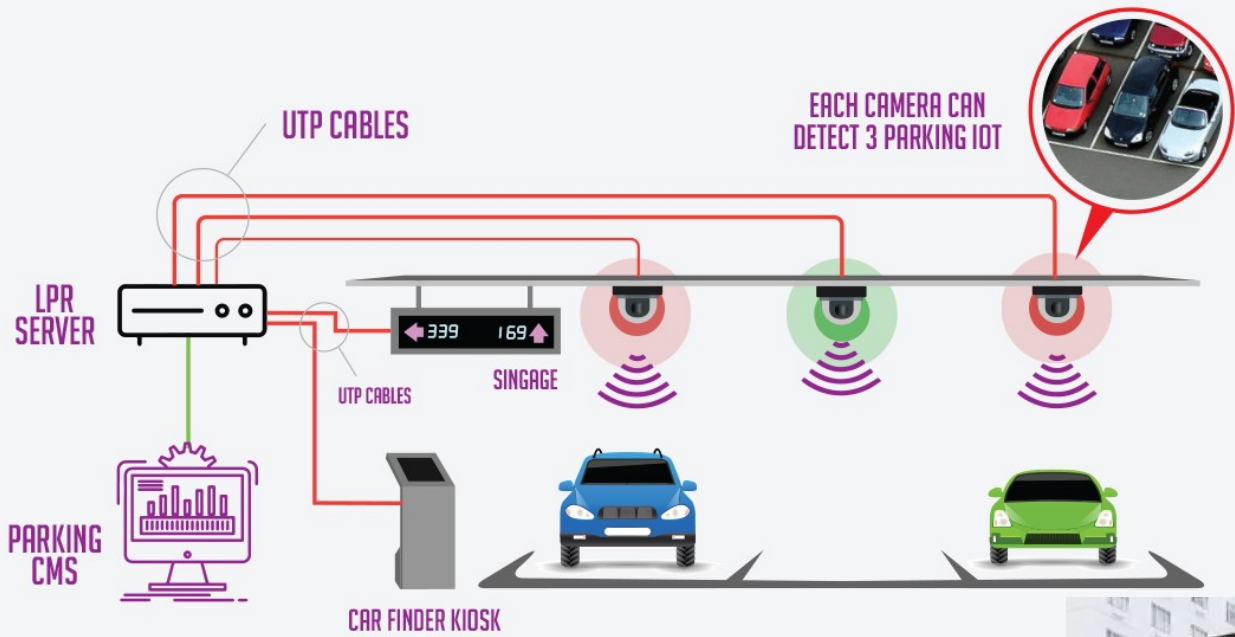 UTP CABLES
EACH CAMERA CAN
DETECT 3 PARKING IOT
LPR
SERVER
339 169
SINGAGE
UTP CABLES
PARKING
CMS
CAR FINDER KIOSK